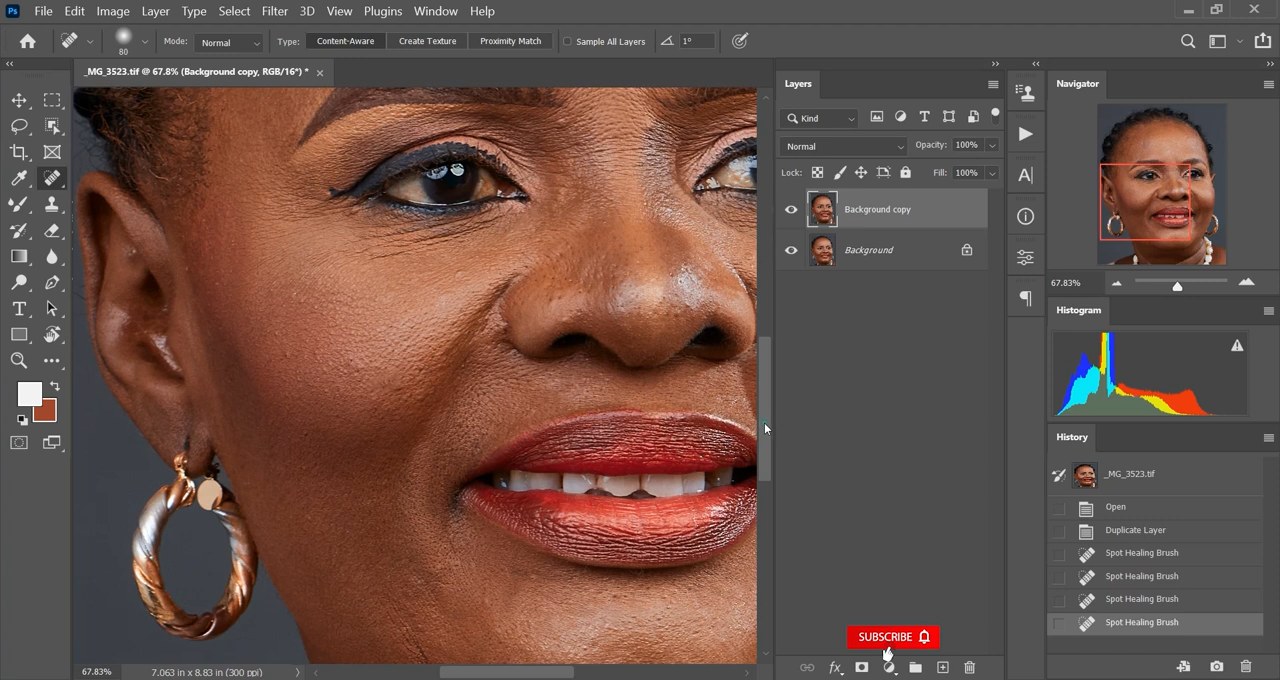 Ps File Edit Image Layer Type Select Filter 3D View Plugins Window Help
80 Mode: Normal Type: Content-Aware Create Texture Proximity Match Sample All Layers 1°
_MG_3523.tif @ 67.8% (Background copy, RGB/16*) * ×
Layers
Kind
Normal Opacity: 100%
Lock: Fill: 100%
Background copy
Background
Navigator
67.83%
Histogram
History
_MG_3523.tif
Open
Duplicate Layer
Spot Healing Brush
Spot Healing Brush
Spot Healing Brush
Spot Healing Brush
SUBSCRIBE
fx
67.83% 7.063 in x 8.83 in (300 ppi)